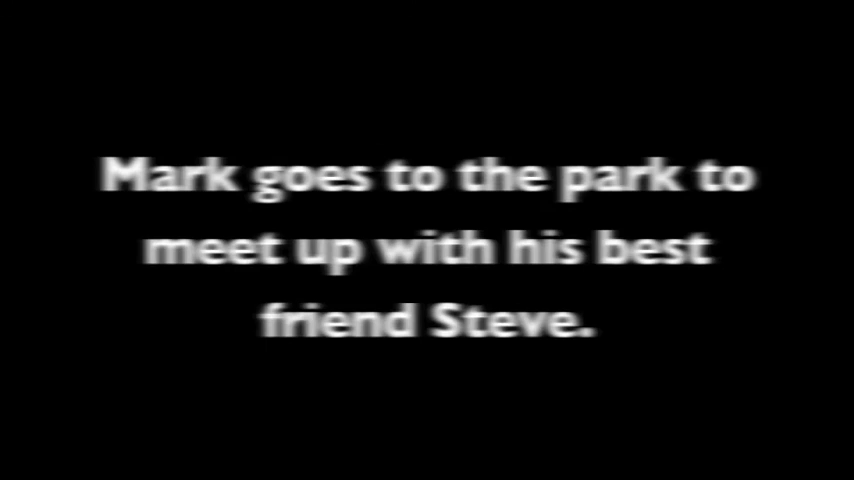 Mark goes to the park to
meet up with his best
friend Steve.